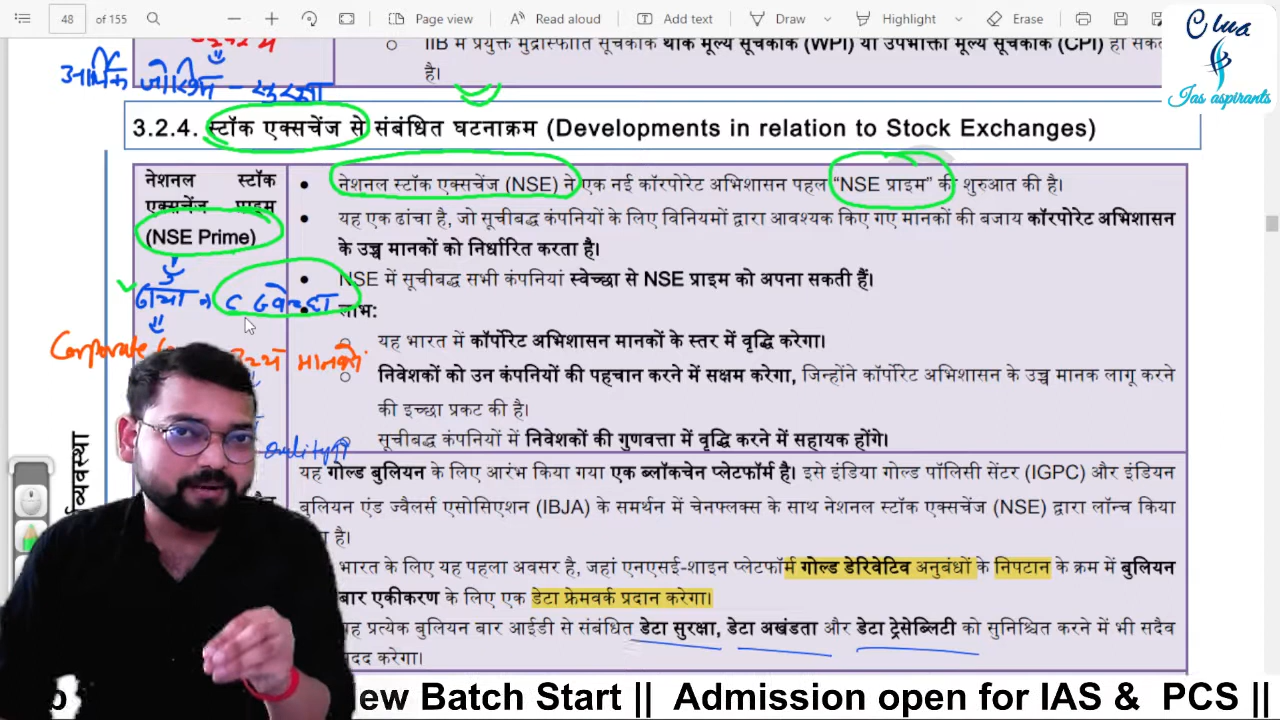 48 of 155
Page view
Read aloud
Add text
Draw
Highlight
Erase
Clua
Ias aspirants
IIB में प्रयुक्त मुद्रास्फीति सूचकांक थोक मूल्य सूचकांक (WPI) या उपभोक्ता मूल्य सूचकांक (CPI) हो सकता
है।
आर्थिक जोखिम - सुरक्षा
3.2.4. स्टॉक एक्सचेंज से संबंधित घटनाक्रम (Developments in relation to Stock Exchanges)
नेशनल स्टॉक
एक्सचेंज प्राइम
(NSE Prime)
ढांचा
Corporate
उच्च मानको
Quality
नेशनल स्टॉक एक्सचेंज (NSE) ने एक नई कॉरपोरेट अभिशासन पहल “NSE प्राइम” की शुरुआत की है।
यह एक ढांचा है, जो सूचीबद्ध कंपनियों के लिए विनियमों द्वारा आवश्यक किए गए मानकों की बजाय कॉरपोरेट अभिशासन
के उच्च मानकों को निर्धारित करता है।
NSE में सूचीबद्ध सभी कंपनियां स्वेच्छा से NSE प्राइम को अपना सकती हैं।
लाभ:
यह भारत में कॉर्पोरेट अभिशासन मानकों के स्तर में वृद्धि करेगा।
निवेशकों को उन कंपनियों की पहचान करने में सक्षम करेगा, जिन्होंने कॉर्पोरेट अभिशासन के उच्च मानक लागू करने
की इच्छा प्रकट की है।
सूचीबद्ध कंपनियों में निवेशकों की गुणवत्ता में वृद्धि करने में सहायक होंगे।
यह गोल्ड बुलियन के लिए आरंभ किया गया एक ब्लॉकचेन प्लेटफॉर्म है। इसे इंडिया गोल्ड पॉलिसी सेंटर (IGPC) और इंडियन
बुलियन एंड ज्वैलर्स एसोसिएशन (IBJA) के समर्थन में चेनफ्लक्स के साथ नेशनल स्टॉक एक्सचेंज (NSE) द्वारा लॉन्च किया
है।
भारत के लिए यह पहला अवसर है, जहां एनएसई-शाइन प्लेटफॉर्म गोल्ड डेरिवेटिव अनुबंधों के निपटान के क्रम में बुलियन
बार एकीकरण के लिए एक डेटा फ्रेमवर्क प्रदान करेगा।
प्रत्येक बुलियन बार आईडी से संबंधित डेटा सुरक्षा, डेटा अखंडता और डेटा ट्रेसेब्लिटी को सुनिश्चित करने में भी सदैव
मदद करेगा।
ew Batch Start || Admission open for IAS & PCS ||